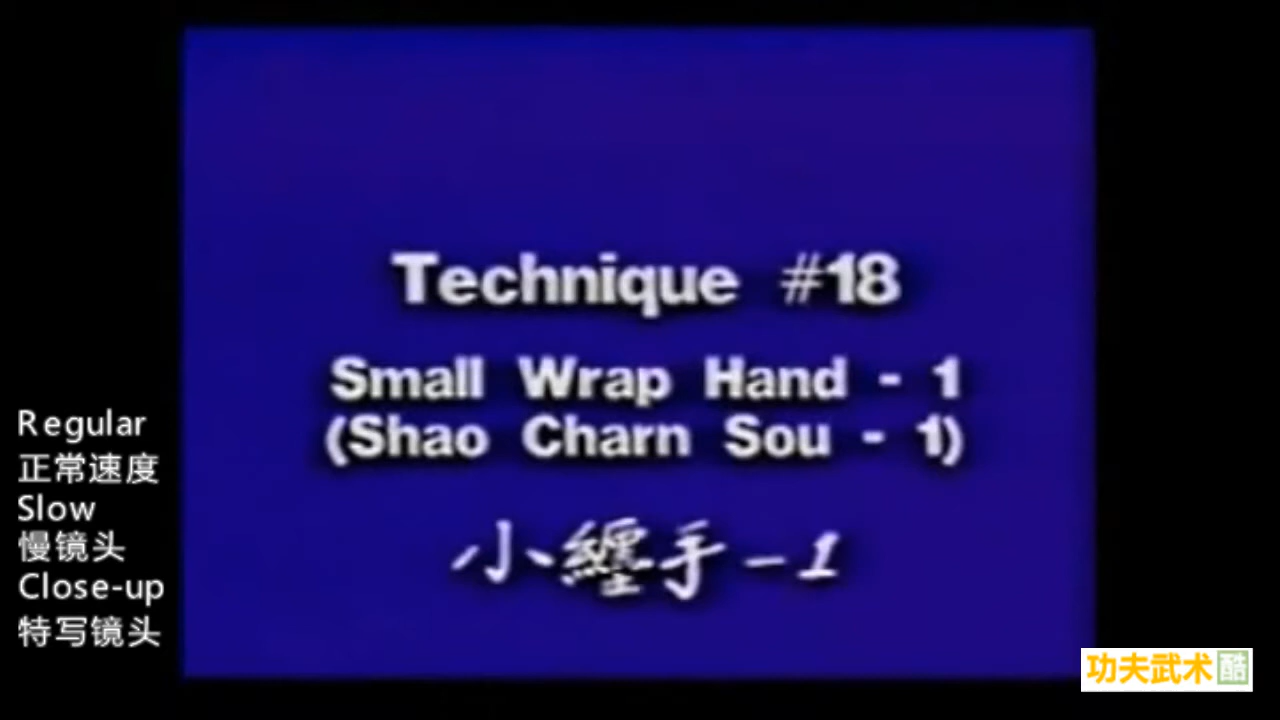 Technique #18
Small Wrap Hand - 1
(Shao Charn Sou - 1)
小纏手-1
Regular
正常速度
Slow
慢镜头
Close-up
特写镜头
功夫武术酷